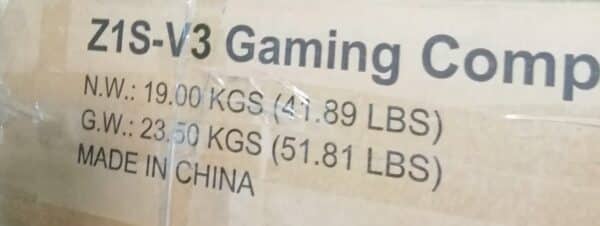 Z1S-V3 Gaming Comp
N.W.: 19.00 KGS (41.89 LBS)
G.W.: 23.50 KGS (51.81 LBS)
MADE IN CHINA